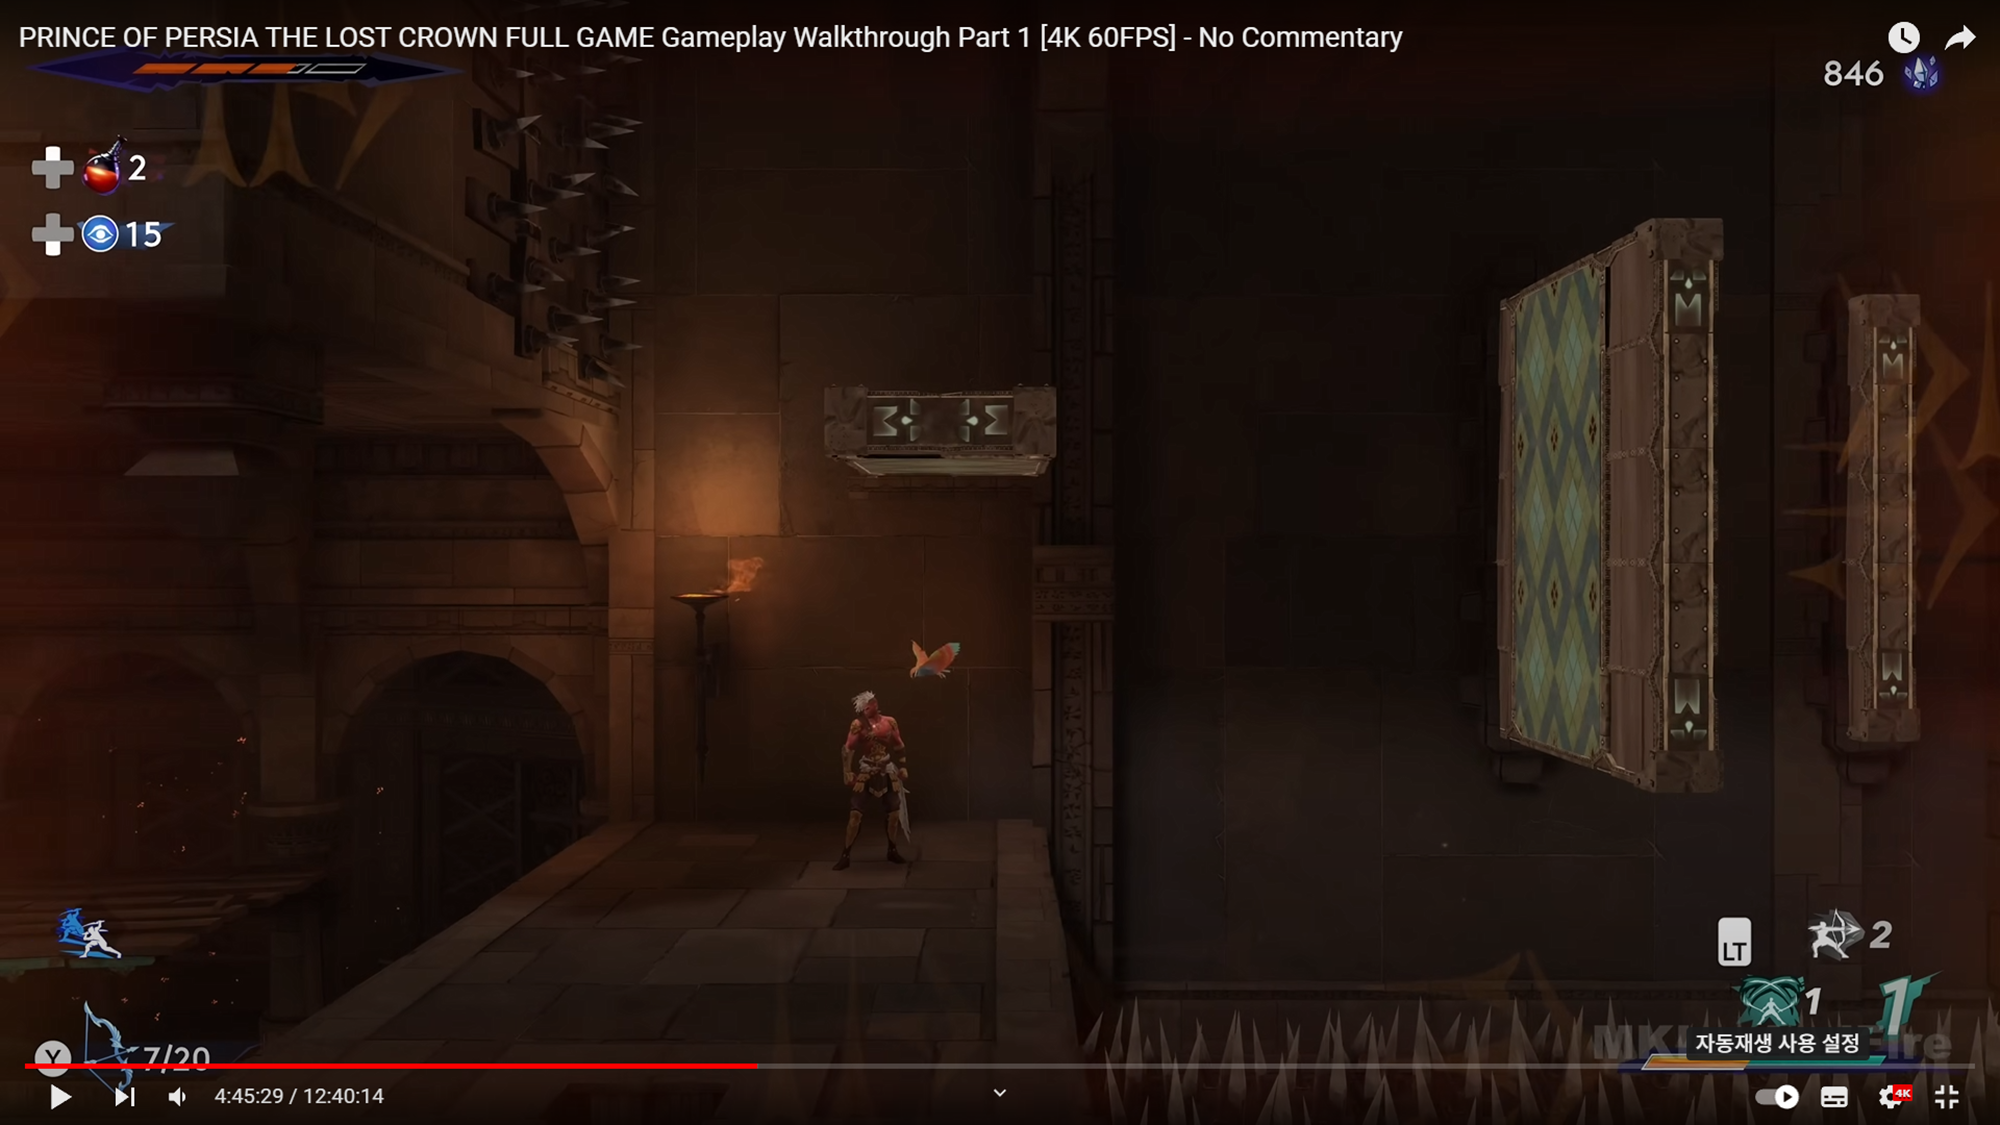 PRINCE OF PERSIA THE LOST CROWN FULL GAME Gameplay Walkthrough Part 1 [4K 60FPS] - No Commentary
846
2
15
LT
2
1
1
Y
7/20
자동재생 사용 설정
4:45:29 / 12:40:14
4K